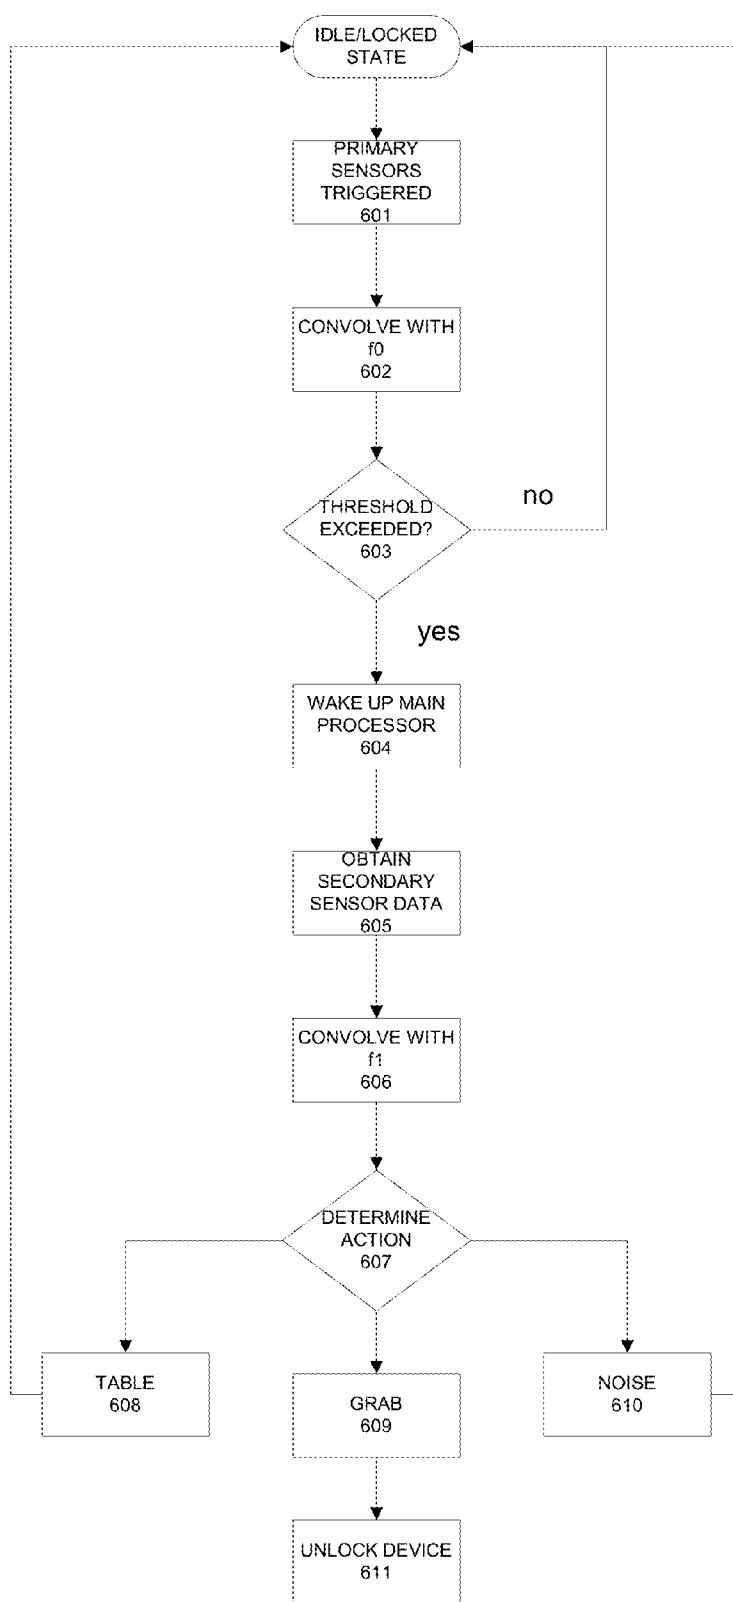 IDLE/LOCKED
STATE
PRIMARY
SENSORS
TRIGGERED
601
CONVOLVE WITH
f0
602
THRESHOLD
EXCEEDED?
603
no
yes
WAKE UP MAIN
PROCESSOR
604
OBTAIN
SECONDARY
SENSOR DATA
605
CONVOLVE WITH
f1
606
DETERMINE
ACTION
607
TABLE
608
GRAB
609
NOISE
610
UNLOCK DEVICE
611